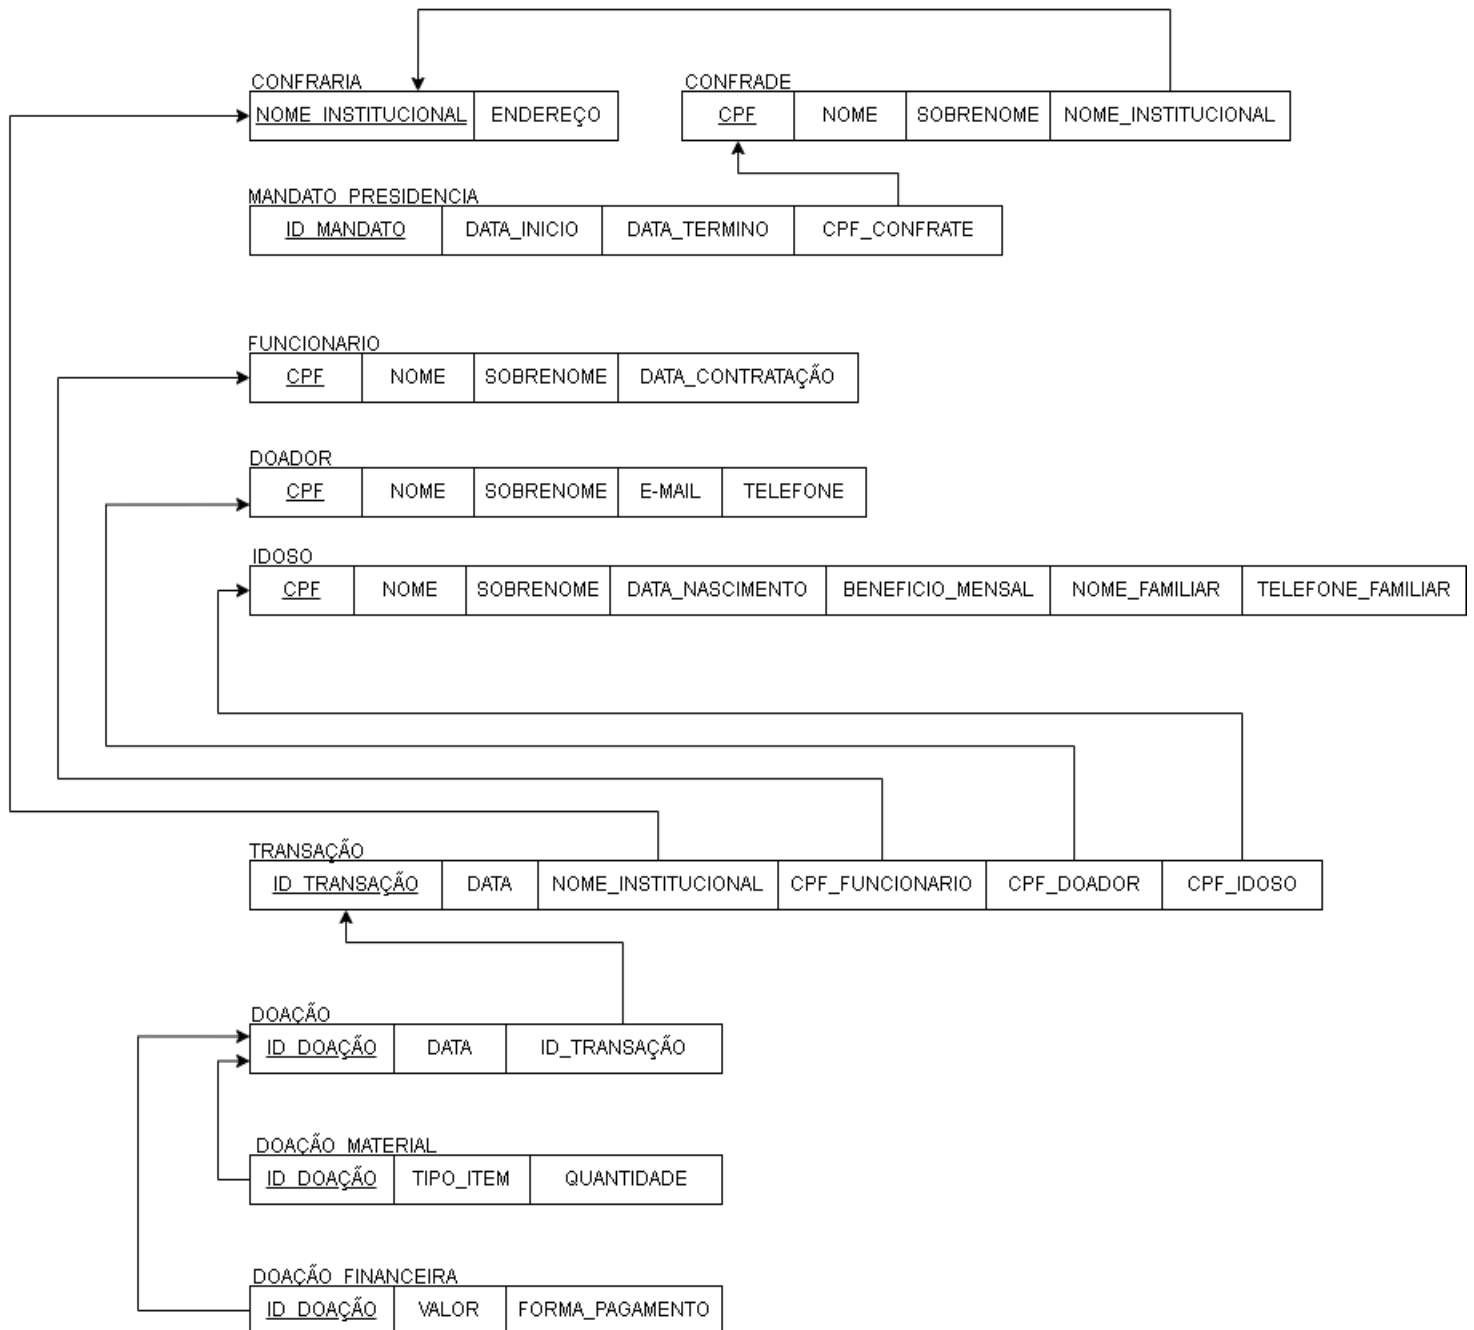 CONFRARIA
NOME_INSTITUCIONAL ENDEREÇO
CONFRADE
CPF NOME SOBRENOME NOME_INSTITUCIONAL
MANDATO_PRESIDENCIA
ID_MANDATO DATA_INICIO DATA_TERMINO CPF_CONFRATE
FUNCIONARIO
CPF NOME SOBRENOME DATA_CONTRATAÇÃO
DOADOR
CPF NOME SOBRENOME E-MAIL TELEFONE
IDOSO
CPF NOME SOBRENOME DATA_NASCIMENTO BENEFICIO_MENSAL NOME_FAMILIAR TELEFONE_FAMILIAR
TRANSAÇÃO
ID_TRANSAÇÃO DATA NOME_INSTITUCIONAL CPF_FUNCIONARIO CPF_DOADOR CPF_IDOSO
DOAÇÃO
ID_DOAÇÃO DATA ID_TRANSAÇÃO
DOAÇÃO_MATERIAL
ID_DOAÇÃO TIPO_ITEM QUANTIDADE
DOAÇÃO_FINANCEIRA
ID_DOAÇÃO VALOR FORMA_PAGAMENTO